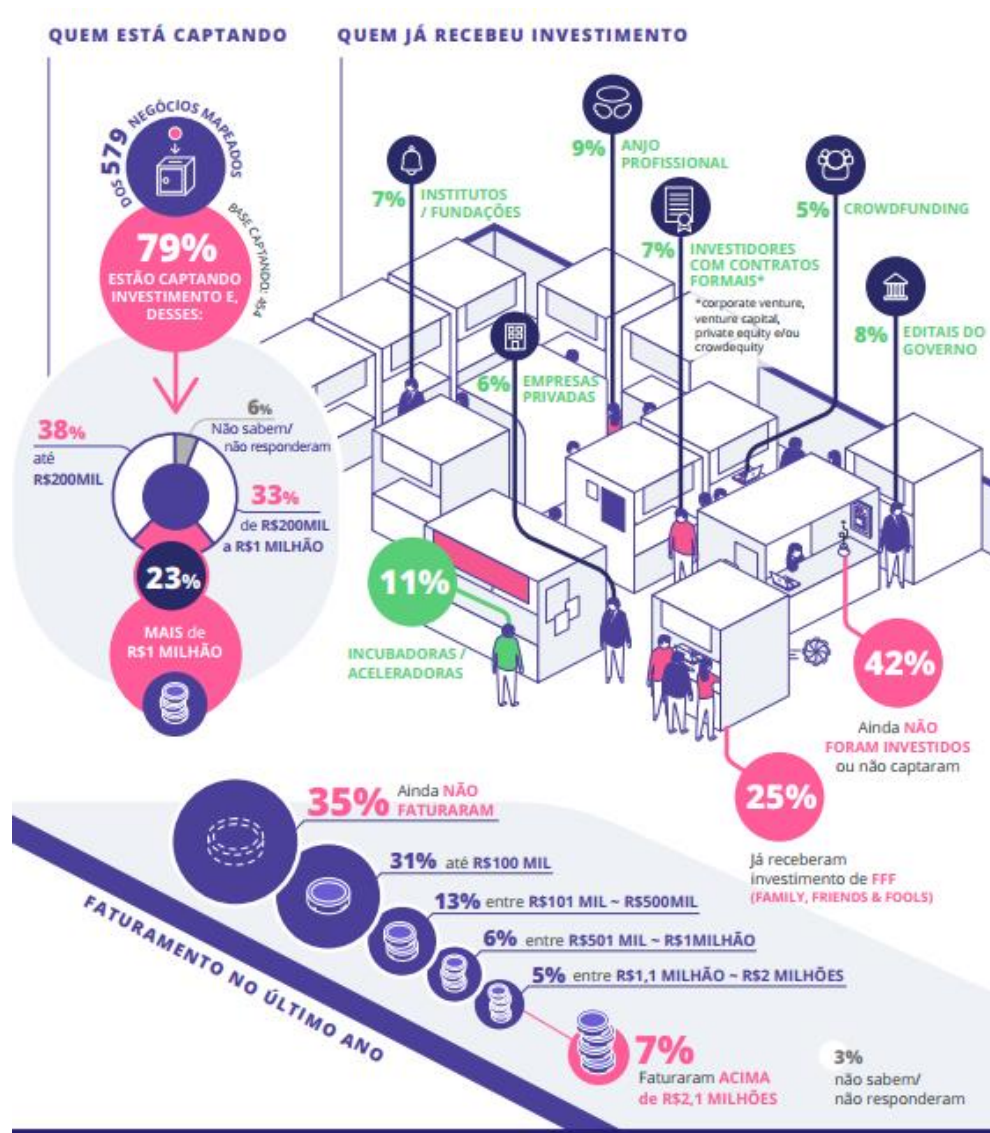 QUEM ESTÁ CAPTANDO
DOS 579 NEGÓCIOS MAPEADOS
BASE CAPTANDO: 454
79%
ESTÃO CAPTANDO
INVESTIMENTO E,
DESSES:
6%
Não sabem/
não responderam
38%
até
R$200MIL
33%
de R$200MIL
a R$1 MILHÃO
23%
MAIS de
R$1 MILHÃO
QUEM JÁ RECEBEU INVESTIMENTO
7% INSTITUTOS
/ FUNDAÇÕES
9% ANJO
PROFISSIONAL
7% INVESTIDORES
COM CONTRATOS
FORMAIS*
*corporate venture,
venture capital,
private equity e/ou
crowdequity
5% CROWDFUNDING
8% EDITAIS DO
GOVERNO
6% EMPRESAS
PRIVADAS
11%
INCUBADORAS /
ACELERADORAS
42%
Ainda NÃO
FORAM INVESTIDOS
ou não captaram
25%
Já receberam
investimento de FFF
(FAMILY, FRIENDS & FOOLS)
FATURAMENTO NO ÚLTIMO ANO
35% Ainda NÃO
FATURARAM
31% até R$100 MIL
13% entre R$101 MIL ~ R$500MIL
6% entre R$501 MIL ~ R$1MILHÃO
5% entre R$1,1 MILHÃO ~ R$2 MILHÕES
7%
Faturaram ACIMA
de R$2,1 MILHÕES
3%
não sabem/
não responderam